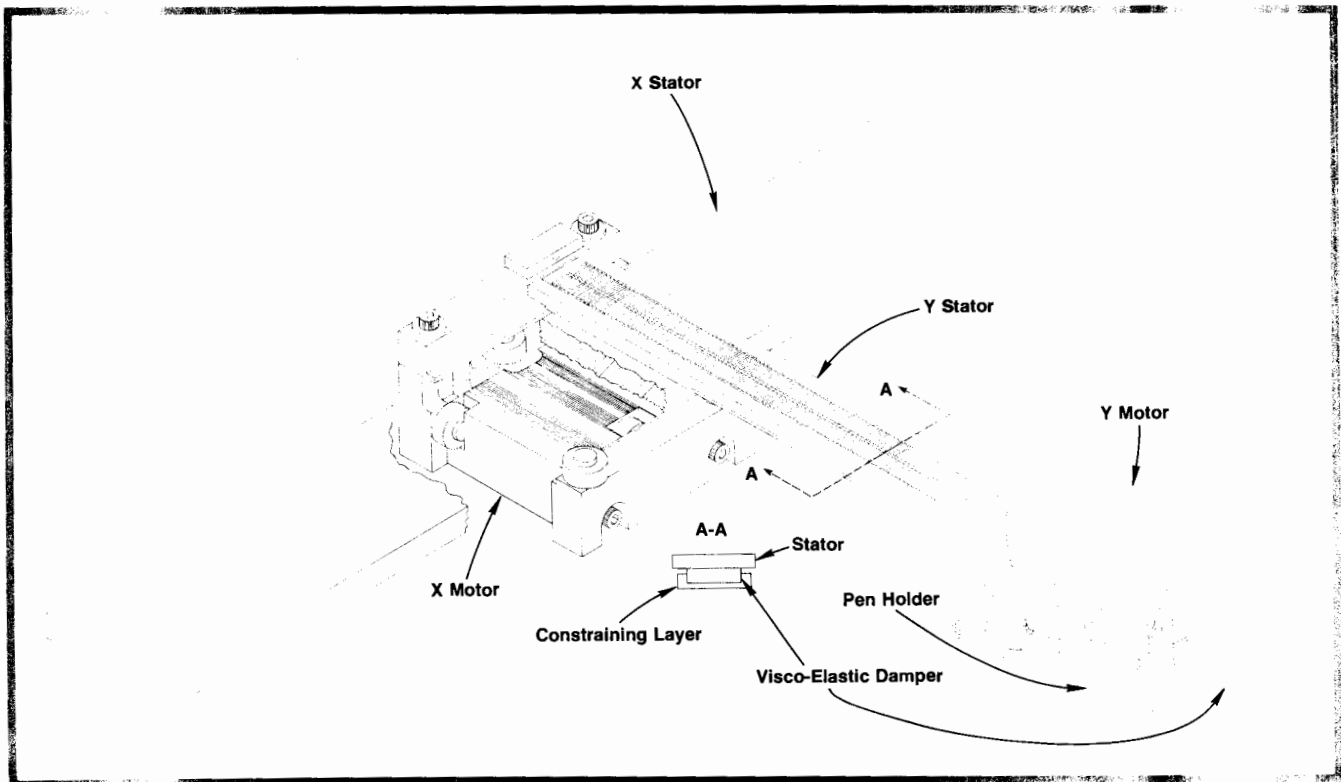 X Stator
Y Stator
A
Y Motor
A
A-A
Stator
X Motor
Pen Holder
Constraining Layer
Visco-Elastic Damper